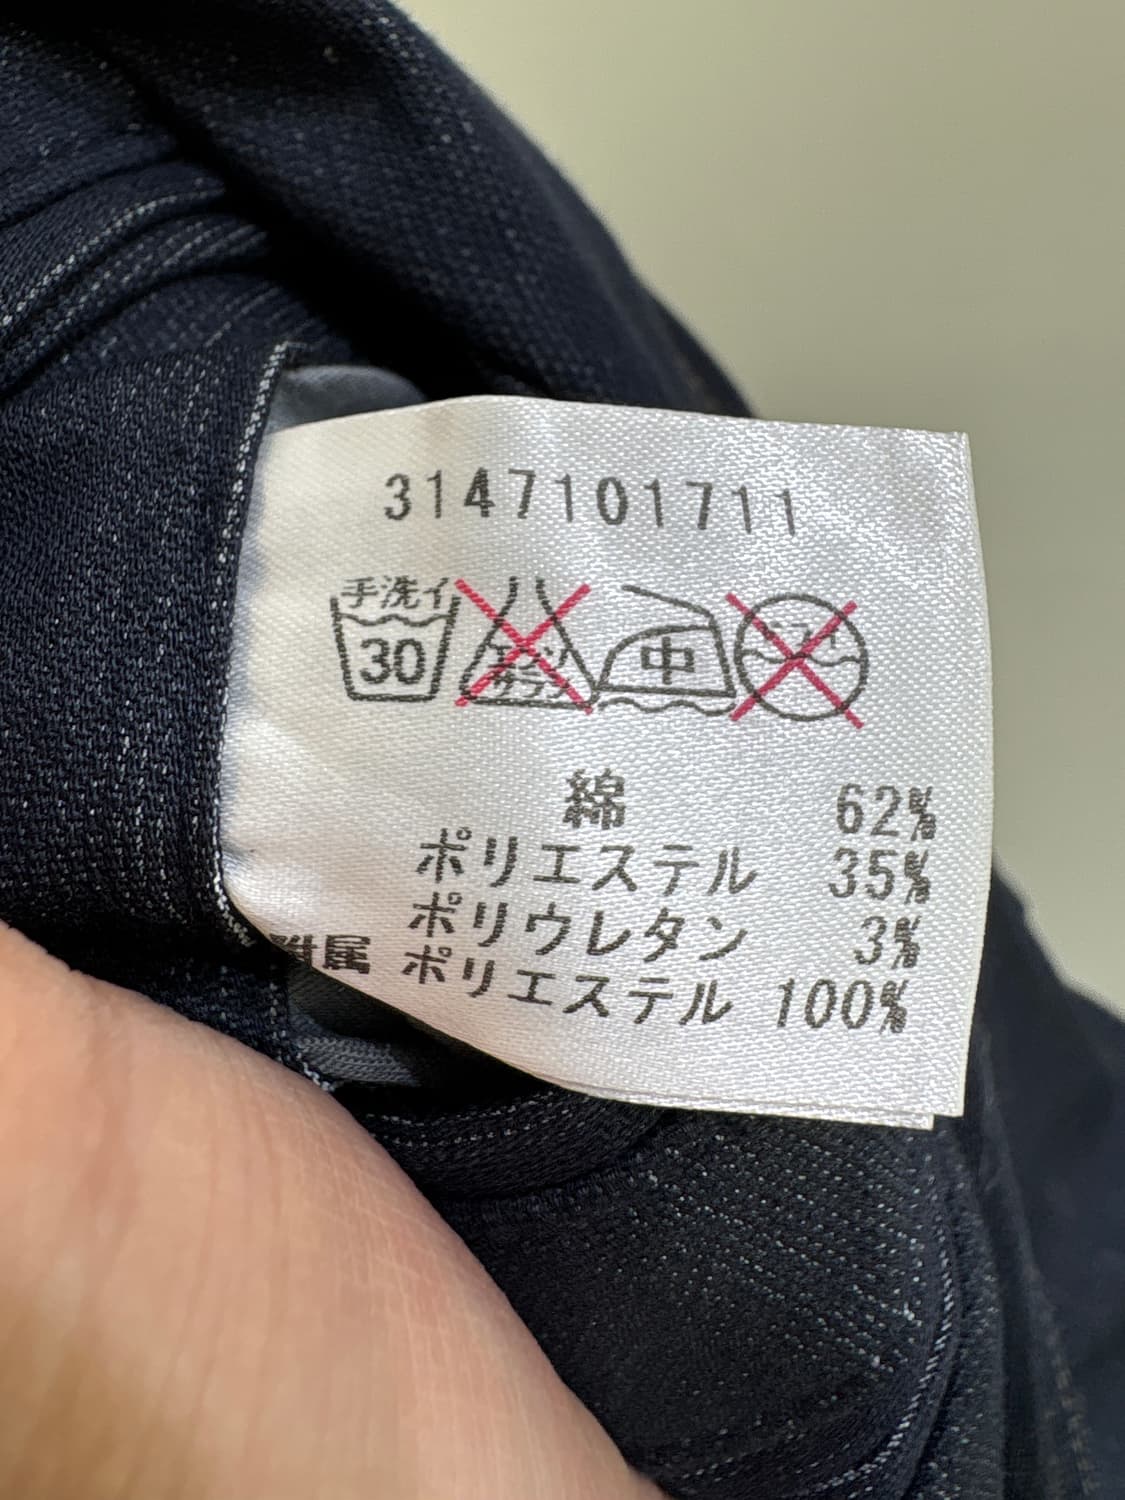 3147101711
手洗イ
30
中
綿 62%
ポリエステル 35%
ポリウレタン 3%
附属 ポリエステル 100%